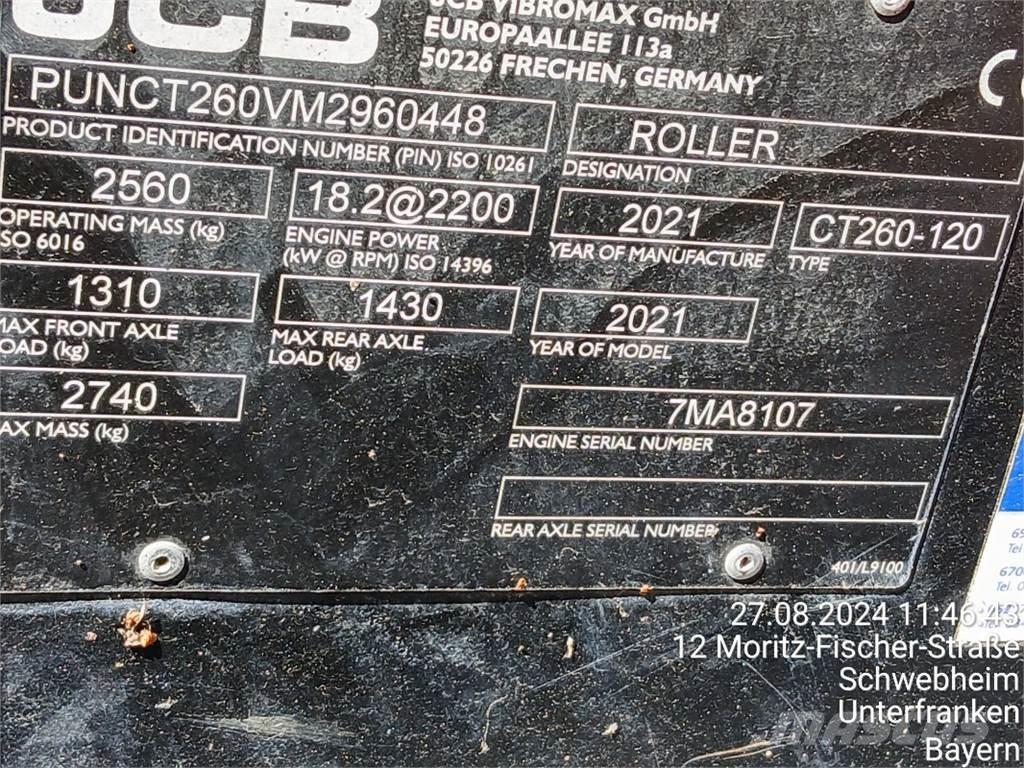 JCB
JCB VIBROMAX GmbH
EUROPAALLEE 113a
50226 FRECHEN, GERMANY
PUNCT260VM2960448
PRODUCT IDENTIFICATION NUMBER (PIN) ISO 10261
ROLLER
DESIGNATION
2560
OPERATING MASS (kg)
ISO 6016
18.2@2200
ENGINE POWER
(kW @ RPM) ISO 14396
2021
YEAR OF MANUFACTURE
CT260-120
TYPE
1310
MAX FRONT AXLE
LOAD (kg)
1430
MAX REAR AXLE
LOAD (kg)
2021
YEAR OF MODEL
2740
MAX MASS (kg)
7MA8107
ENGINE SERIAL NUMBER
REAR AXLE SERIAL NUMBER
401/L9100
27.08.2024 11:46:43
12 Moritz-Fischer-Straße
Schwebheim
Unterfranken
Bayern
MASCUS